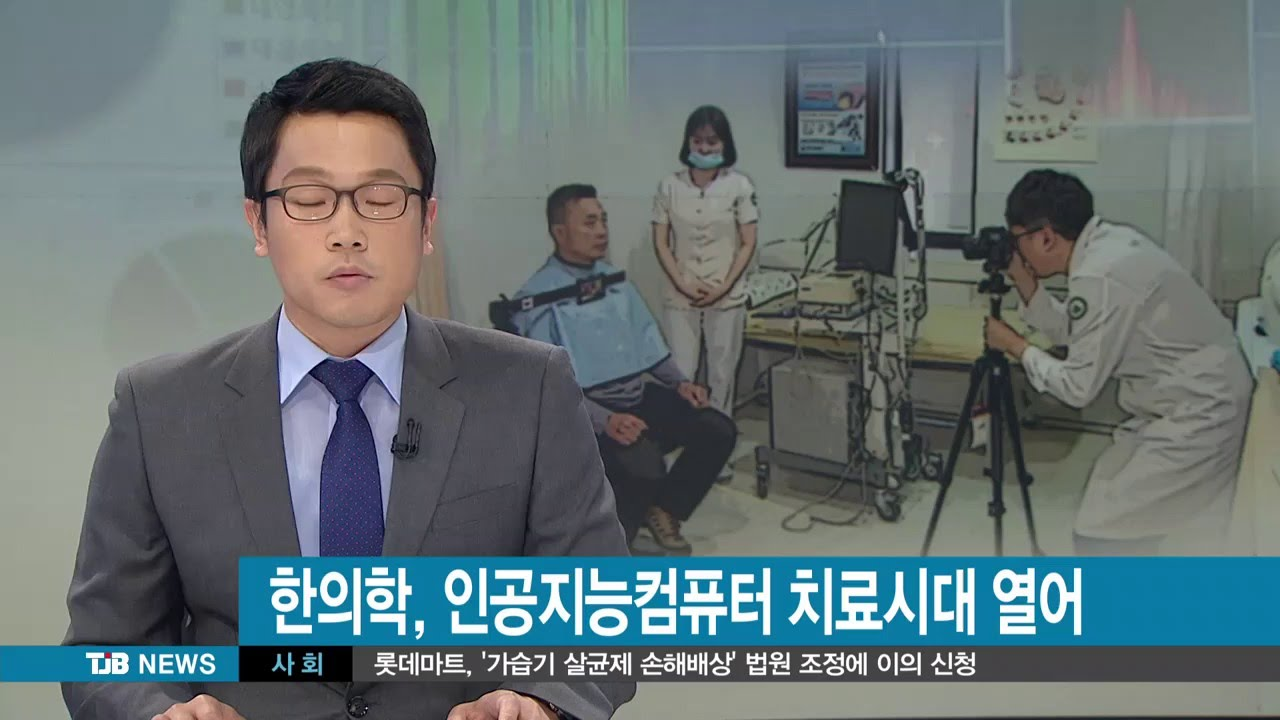 한의학, 인공지능컴퓨터 치료시대 열어
TJB NEWS
사회
롯데마트, '가습기 살균제 손해배상' 법원 조정에 이의 신청